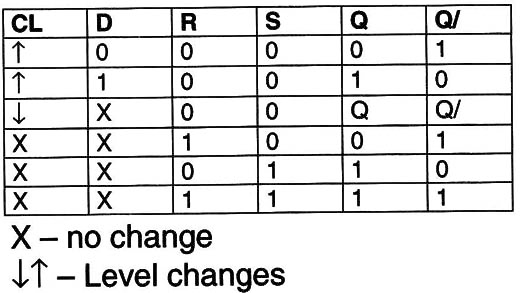 CL D R S Q Q/
↑ 0 0 0 0 1
↑ 1 0 0 1 0
↓ X 0 0 Q Q/
X X 1 0 0 1
X X 0 1 1 0
X X 1 1 1 1
X – no change
↓↑ – Level changes